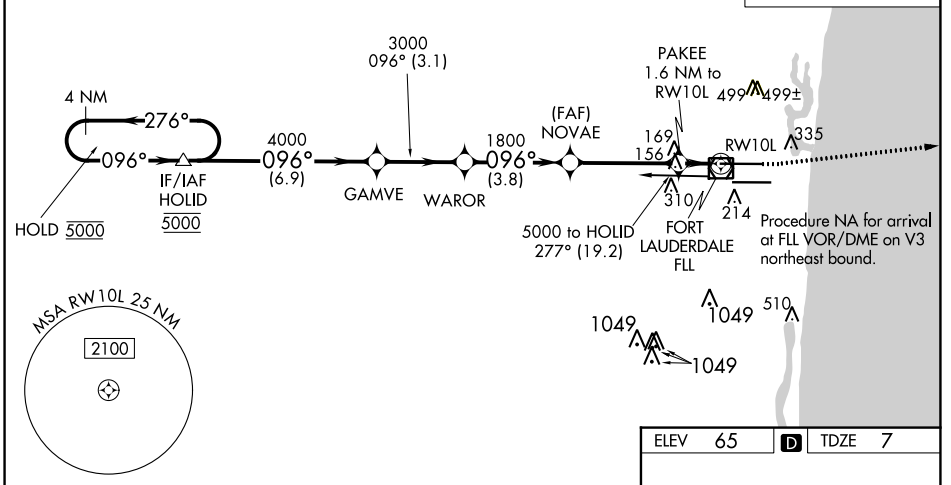 3000
096° (3.1)
PAKEE
1.6 NM to
RW10L
499
499±
4 NM
276°
(FAF)
NOVAE
4000
096°
(6.9)
1800
096°
(3.8)
169
156
RW10L
335
096°
IF/IAF
HOLID
5000
GAMVE
WAROR
HOLD 5000
310
214
5000 to HOLID
277° (19.2)
FORT
LAUDERDALE
FLL
Procedure NA for arrival
at FLL VOR/DME on V3
northeast bound.
MSA RW10L 25 NM
2100
1049
510
1049
1049
ELEV 65 D TDZE 7